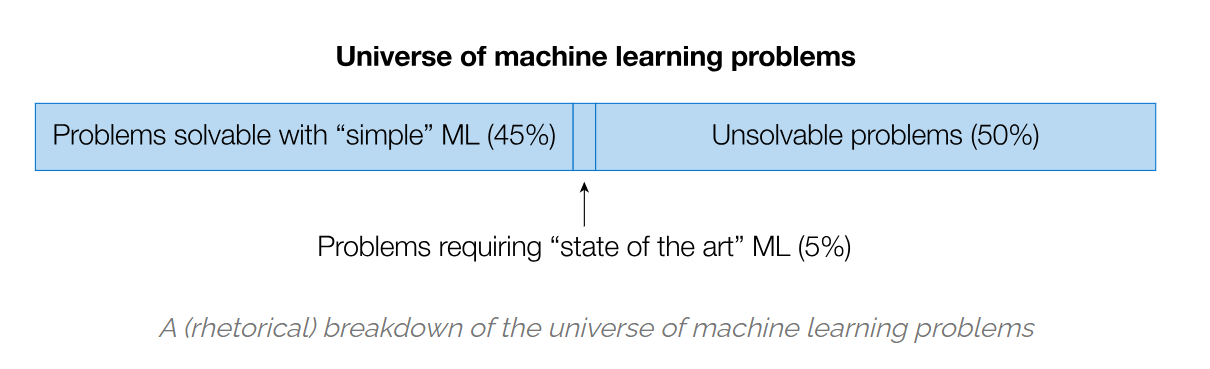 Universe of machine learning problems
Problems solvable with “simple” ML (45%)
Unsolvable problems (50%)
Problems requiring “state of the art” ML (5%)
A (rhetorical) breakdown of the universe of machine learning problems